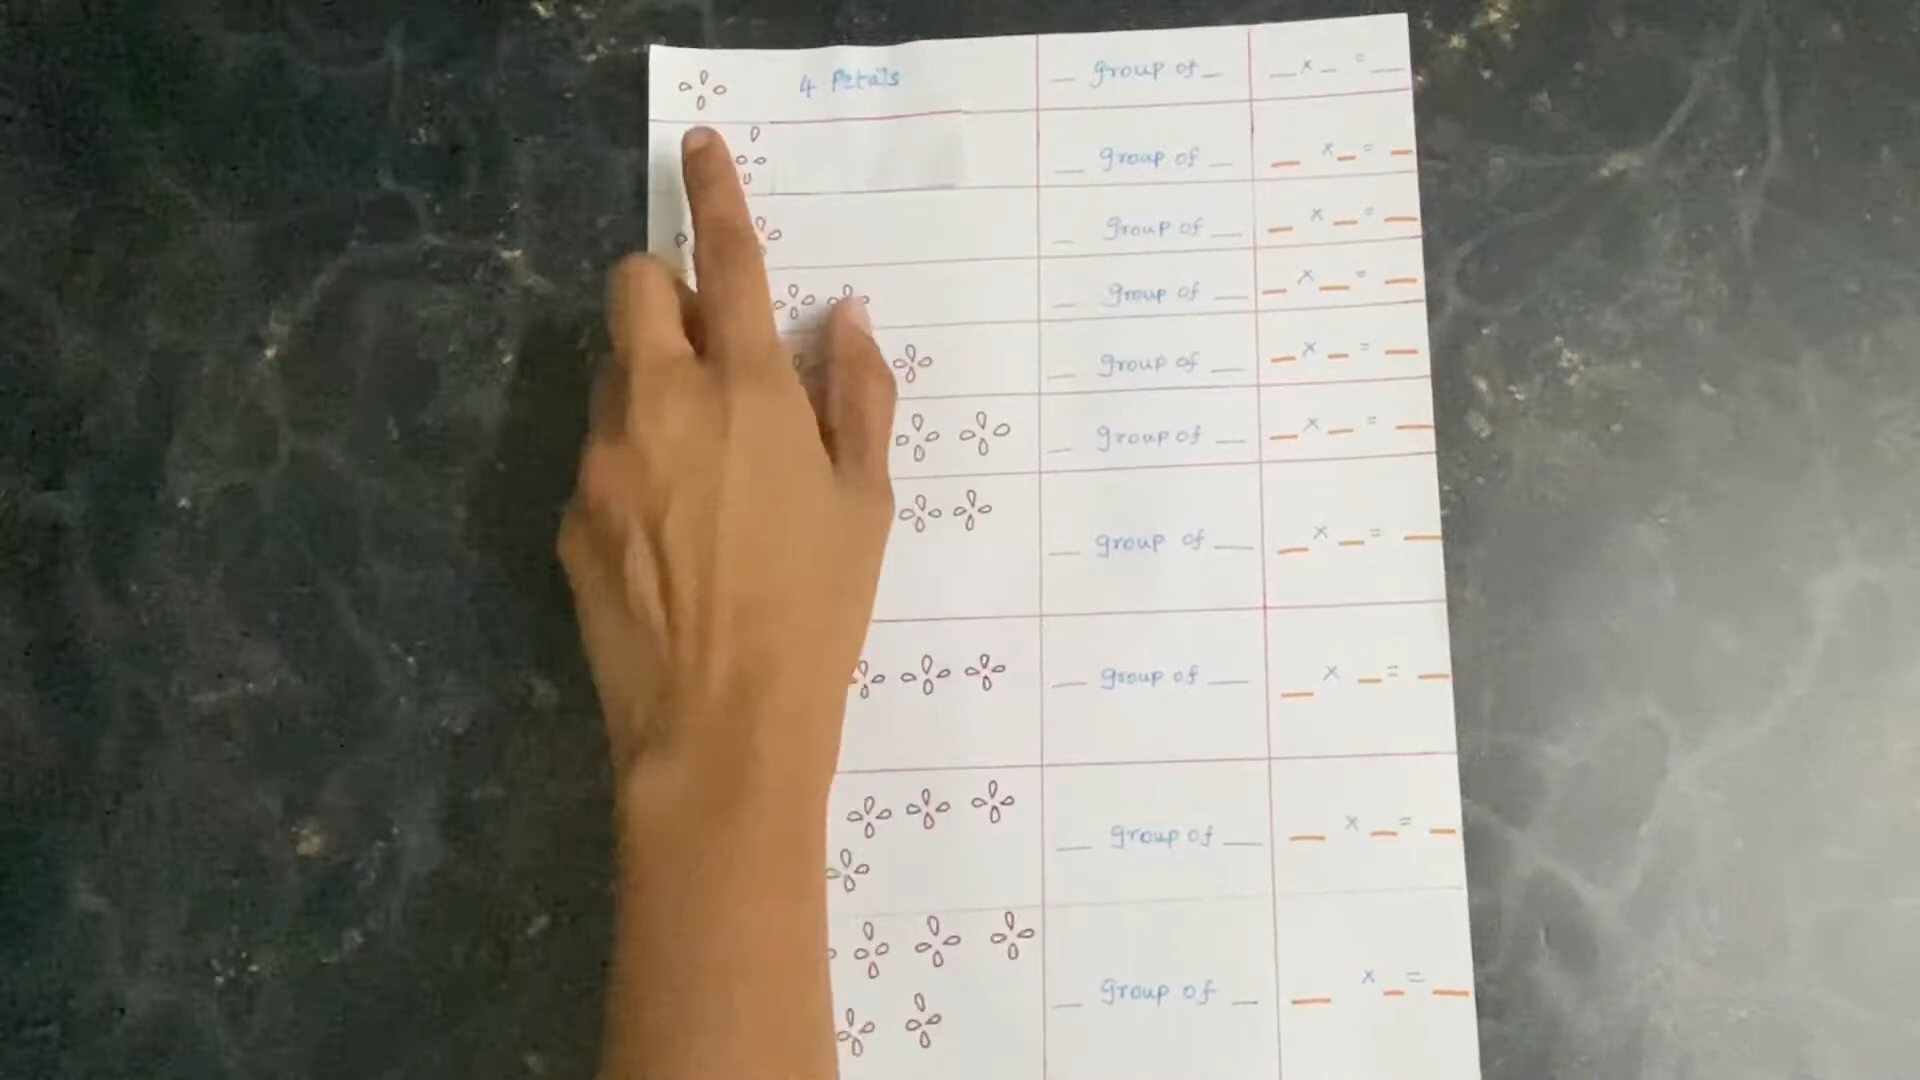 4 Petals __ group of __ __ x __ = __
__ group of __ __ x __ = __
__ group of __ __ x __ = __
__ group of __ __ x __ = __
__ group of __ __ x __ = __
__ group of __ __ x __ = __
__ group of __ __ x __ = __
__ group of __ __ x __ = __
__ group of __ __ x __ = __
__ group of __ __ x __ = __